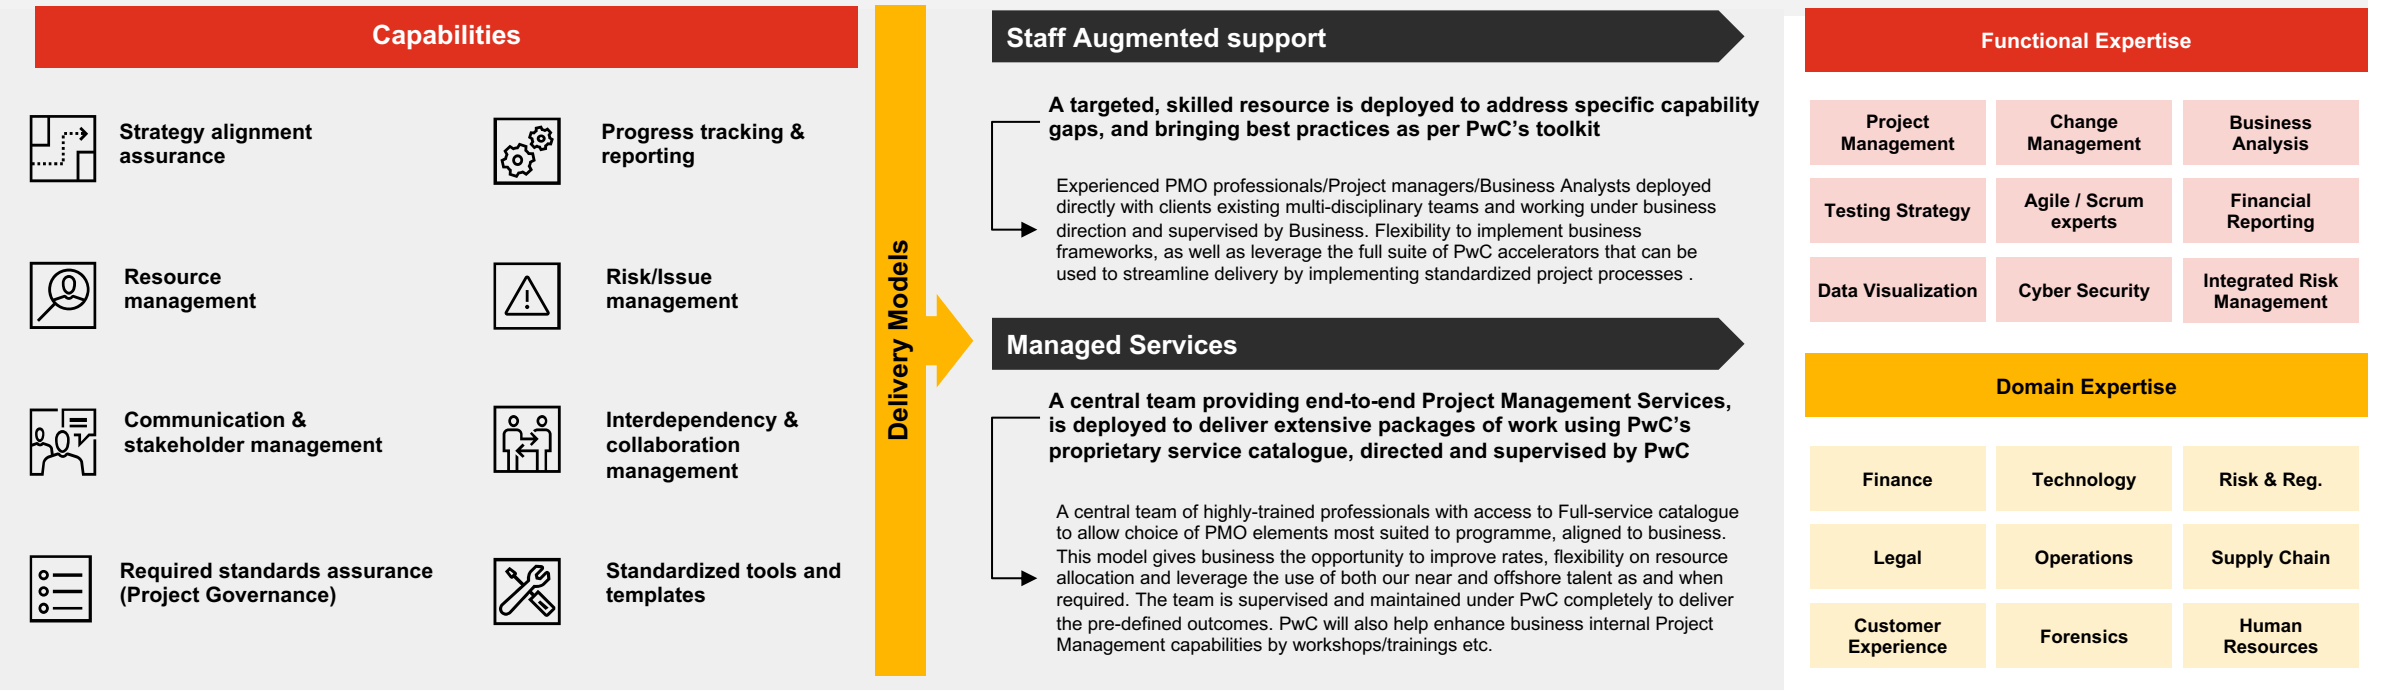 Capabilities
Strategy alignment
assurance
Progress tracking &
reporting
Resource
management
Risk/Issue
management
Communication &
stakeholder management
Interdependency &
collaboration
management
Required standards assurance
(Project Governance)
Standardized tools and
templates
Delivery Models
Staff Augmented support
A targeted, skilled resource is deployed to address specific capability
gaps, and bringing best practices as per PwC’s toolkit
Experienced PMO professionals/Project managers/Business Analysts deployed
directly with clients existing multi-disciplinary teams and working under business
direction and supervised by Business. Flexibility to implement business
frameworks, as well as leverage the full suite of PwC accelerators that can be
used to streamline delivery by implementing standardized project processes .
Managed Services
A central team providing end-to-end Project Management Services,
is deployed to deliver extensive packages of work using PwC’s
proprietary service catalogue, directed and supervised by PwC
A central team of highly-trained professionals with access to Full-service catalogue
to allow choice of PMO elements most suited to programme, aligned to business.
This model gives business the opportunity to improve rates, flexibility on resource
allocation and leverage the use of both our near and offshore talent as and when
required. The team is supervised and maintained under PwC completely to deliver
the pre-defined outcomes. PwC will also help enhance business internal Project
Management capabilities by workshops/trainings etc.
Functional Expertise
Project
Management
Change
Management
Business
Analysis
Testing Strategy
Agile / Scrum
experts
Financial
Reporting
Data Visualization
Cyber Security
Integrated Risk
Management
Domain Expertise
Finance
Technology
Risk & Reg.
Legal
Operations
Supply Chain
Customer
Experience
Forensics
Human
Resources